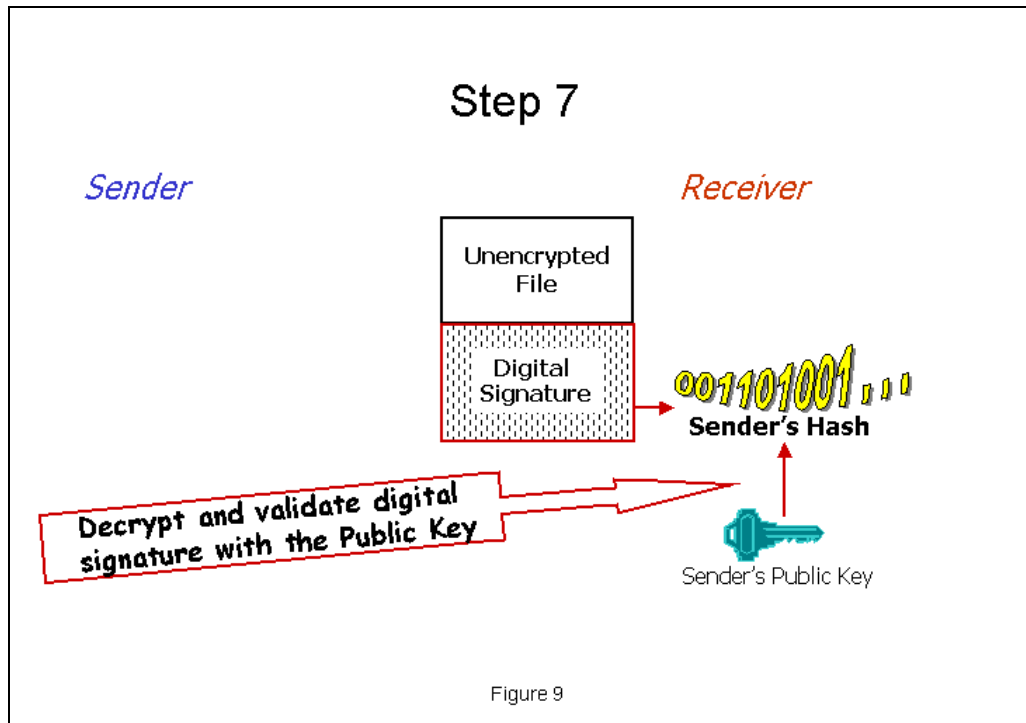 Step 7
Sender
Receiver
Unencrypted
File
Digital
Signature
001101001...
Sender's Hash
Decrypt and validate digital
signature with the Public Key
Sender's Public Key
Figure 9